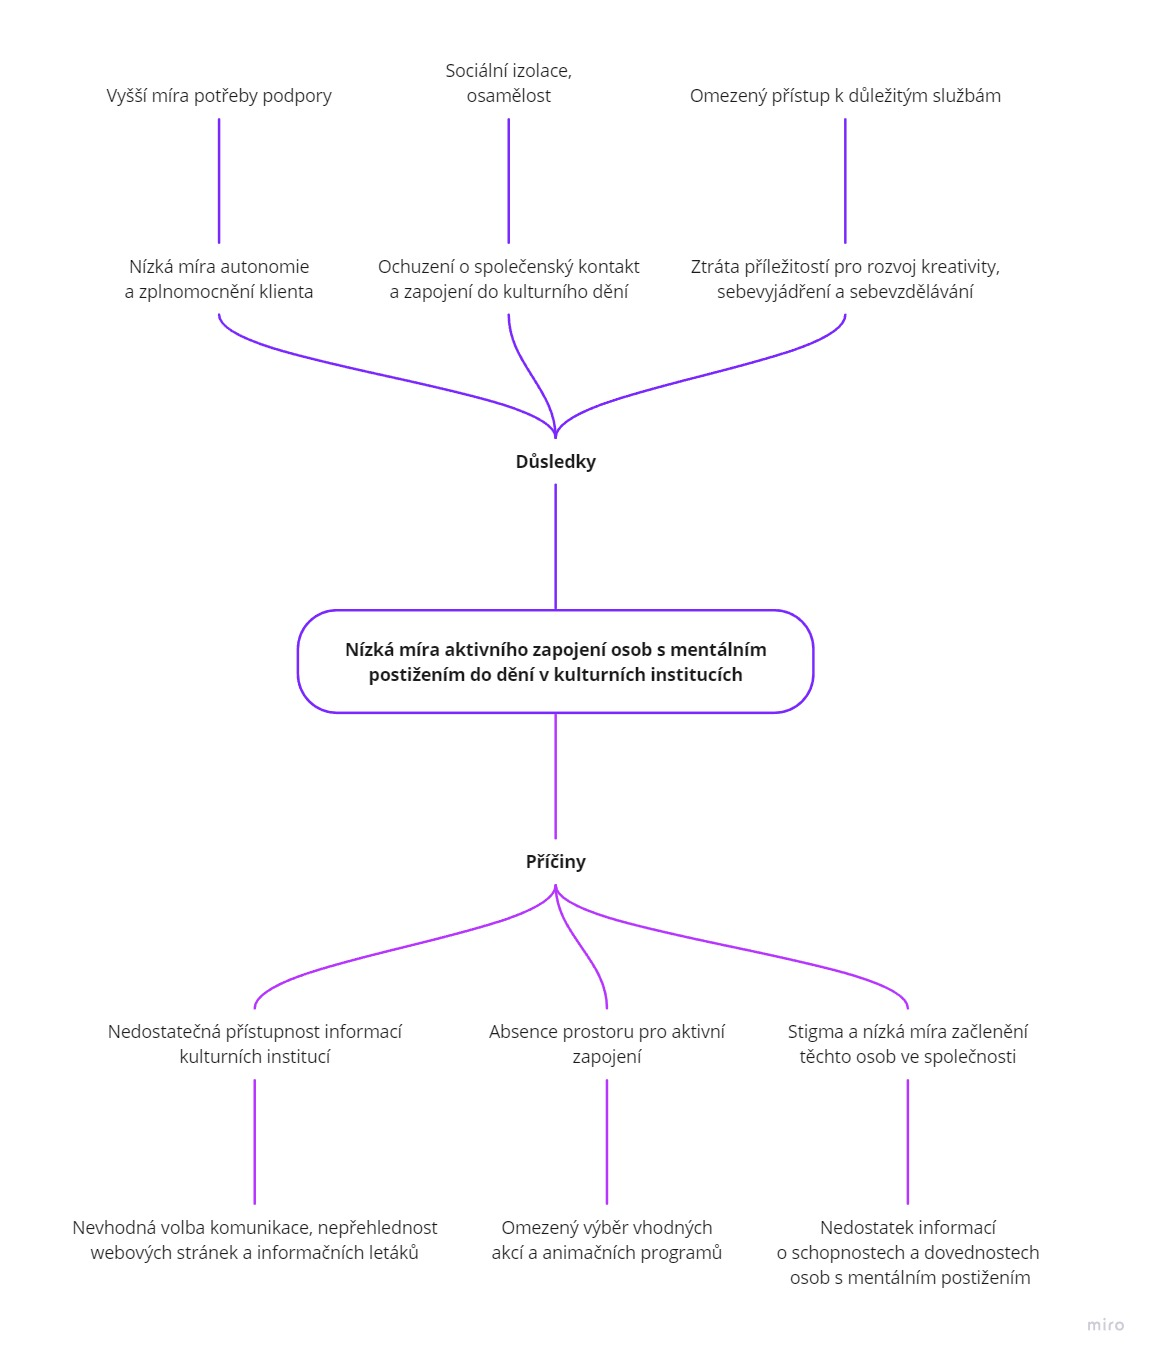 Vyšší míra potřeby podpory
Sociální izolace,
osamělost
Omezený přístup k důležitým službám
Nízká míra autonomie
a zplnomocnění klienta
Ochuzení o společenský kontakt
a zapojení do kulturního dění
Ztráta příležitostí pro rozvoj kreativity,
sebevyjádření a sebevzdělávání
Důsledky
Nízká míra aktivního zapojení osob s mentálním
postižením do dění v kulturních institucích
Příčiny
Nedostatečná přístupnost informací
kulturních institucí
Absence prostoru pro aktivní
zapojení
Stigma a nízká míra začlenění
těchto osob ve společnosti
Nevhodná volba komunikace, nepřehlednost
webových stránek a informačních letáků
Omezený výběr vhodných
akcí a animačních programů
Nedostatek informací
o schopnostech a dovednostech
osob s mentálním postižením
miro